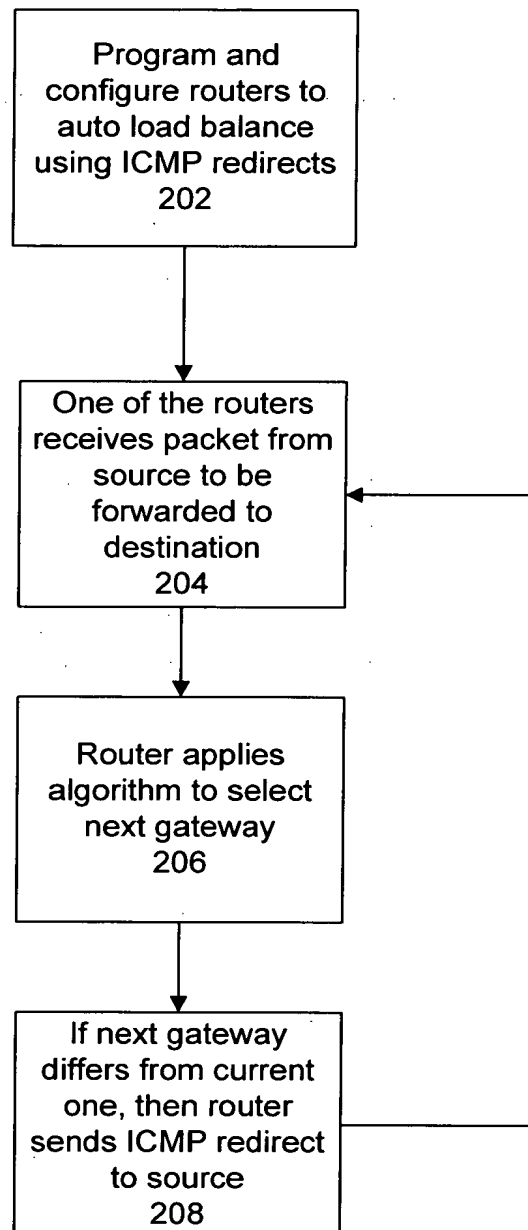 Program and
configure routers to
auto load balance
using ICMP redirects
202
One of the routers
receives packet from
source to be
forwarded to
destination
204
Router applies
algorithm to select
next gateway
206
If next gateway
differs from current
one, then router
sends ICMP redirect
to source
208